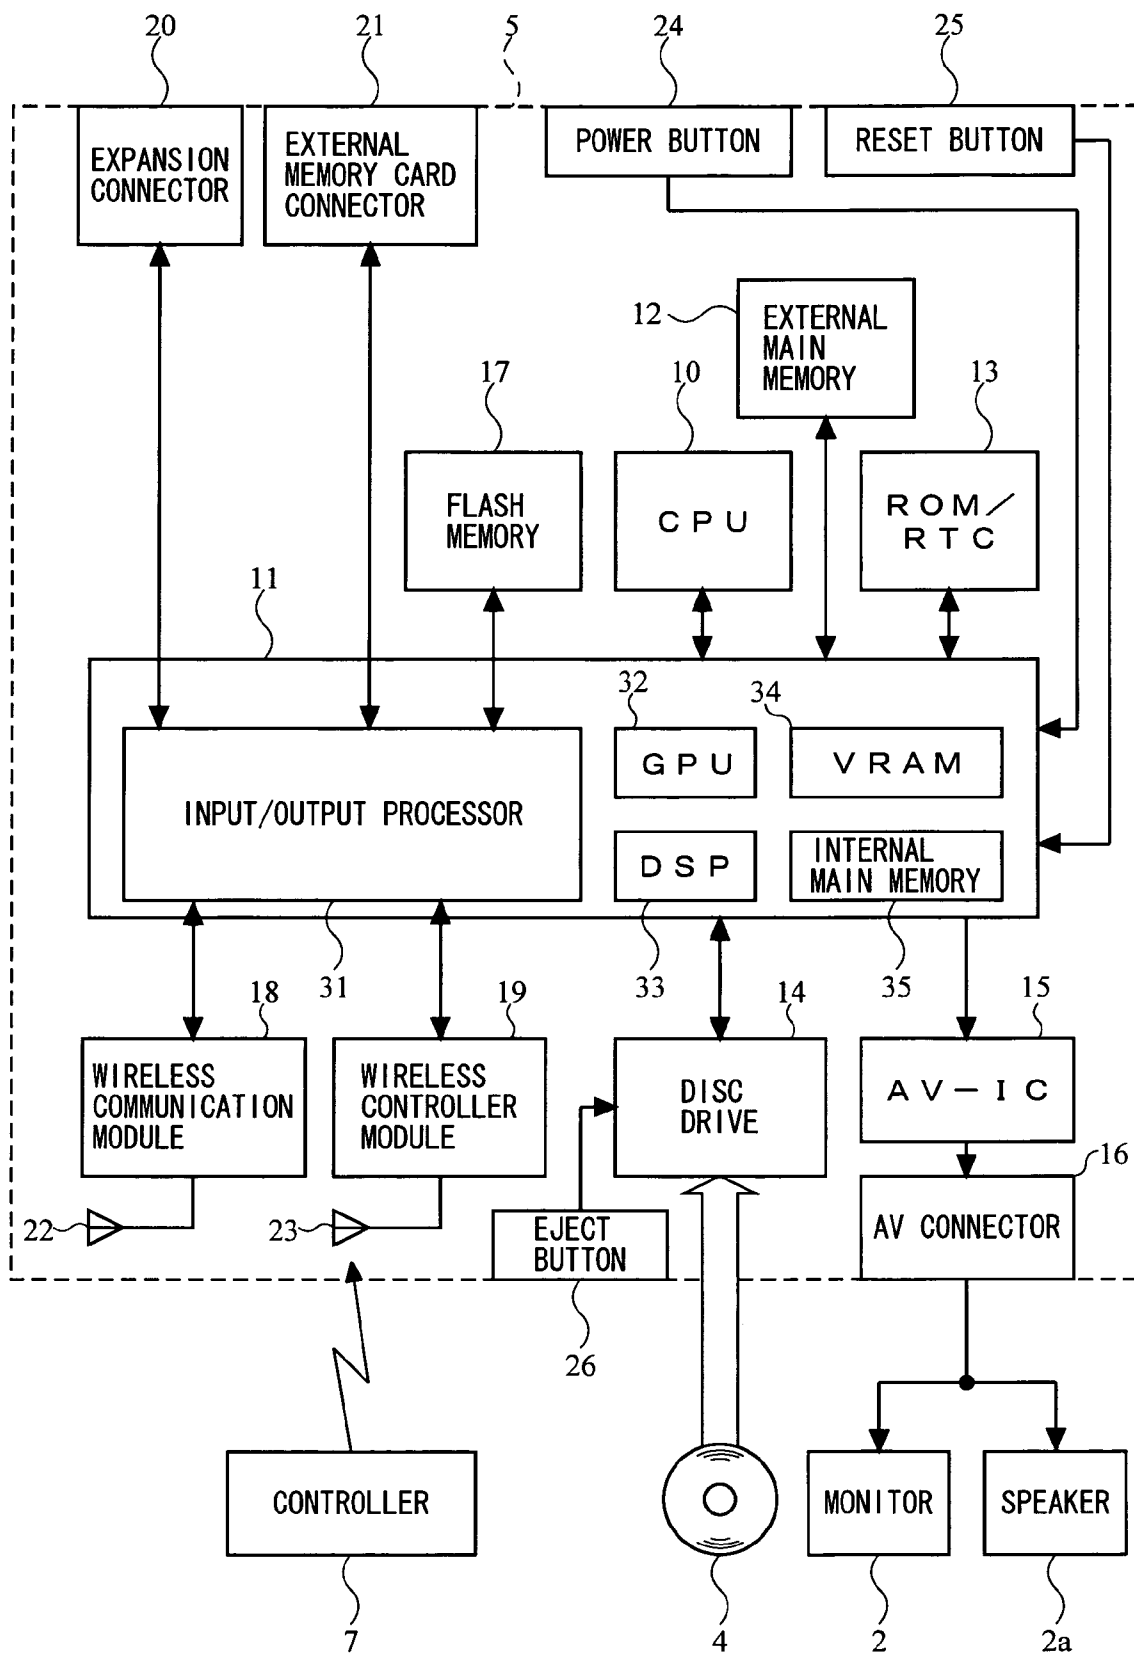 20
21
5
24
25
EXPANSION
CONNECTOR
EXTERNAL
MEMORY CARD
CONNECTOR
POWER BUTTON
RESET BUTTON
12
EXTERNAL
MAIN
MEMORY
17
10
13
FLASH
MEMORY
CPU
ROM/
RTC
11
32
34
INPUT/OUTPUT PROCESSOR
GPU
VRAM
DSP
INTERNAL
MAIN MEMORY
31
33
35
18
19
14
15
WIRELESS
COMMUNICATION
MODULE
WIRELESS
CONTROLLER
MODULE
DISC
DRIVE
AV-IC
16
22
23
EJECT
BUTTON
AV CONNECTOR
26
CONTROLLER
MONITOR
SPEAKER
7
4
2
2a